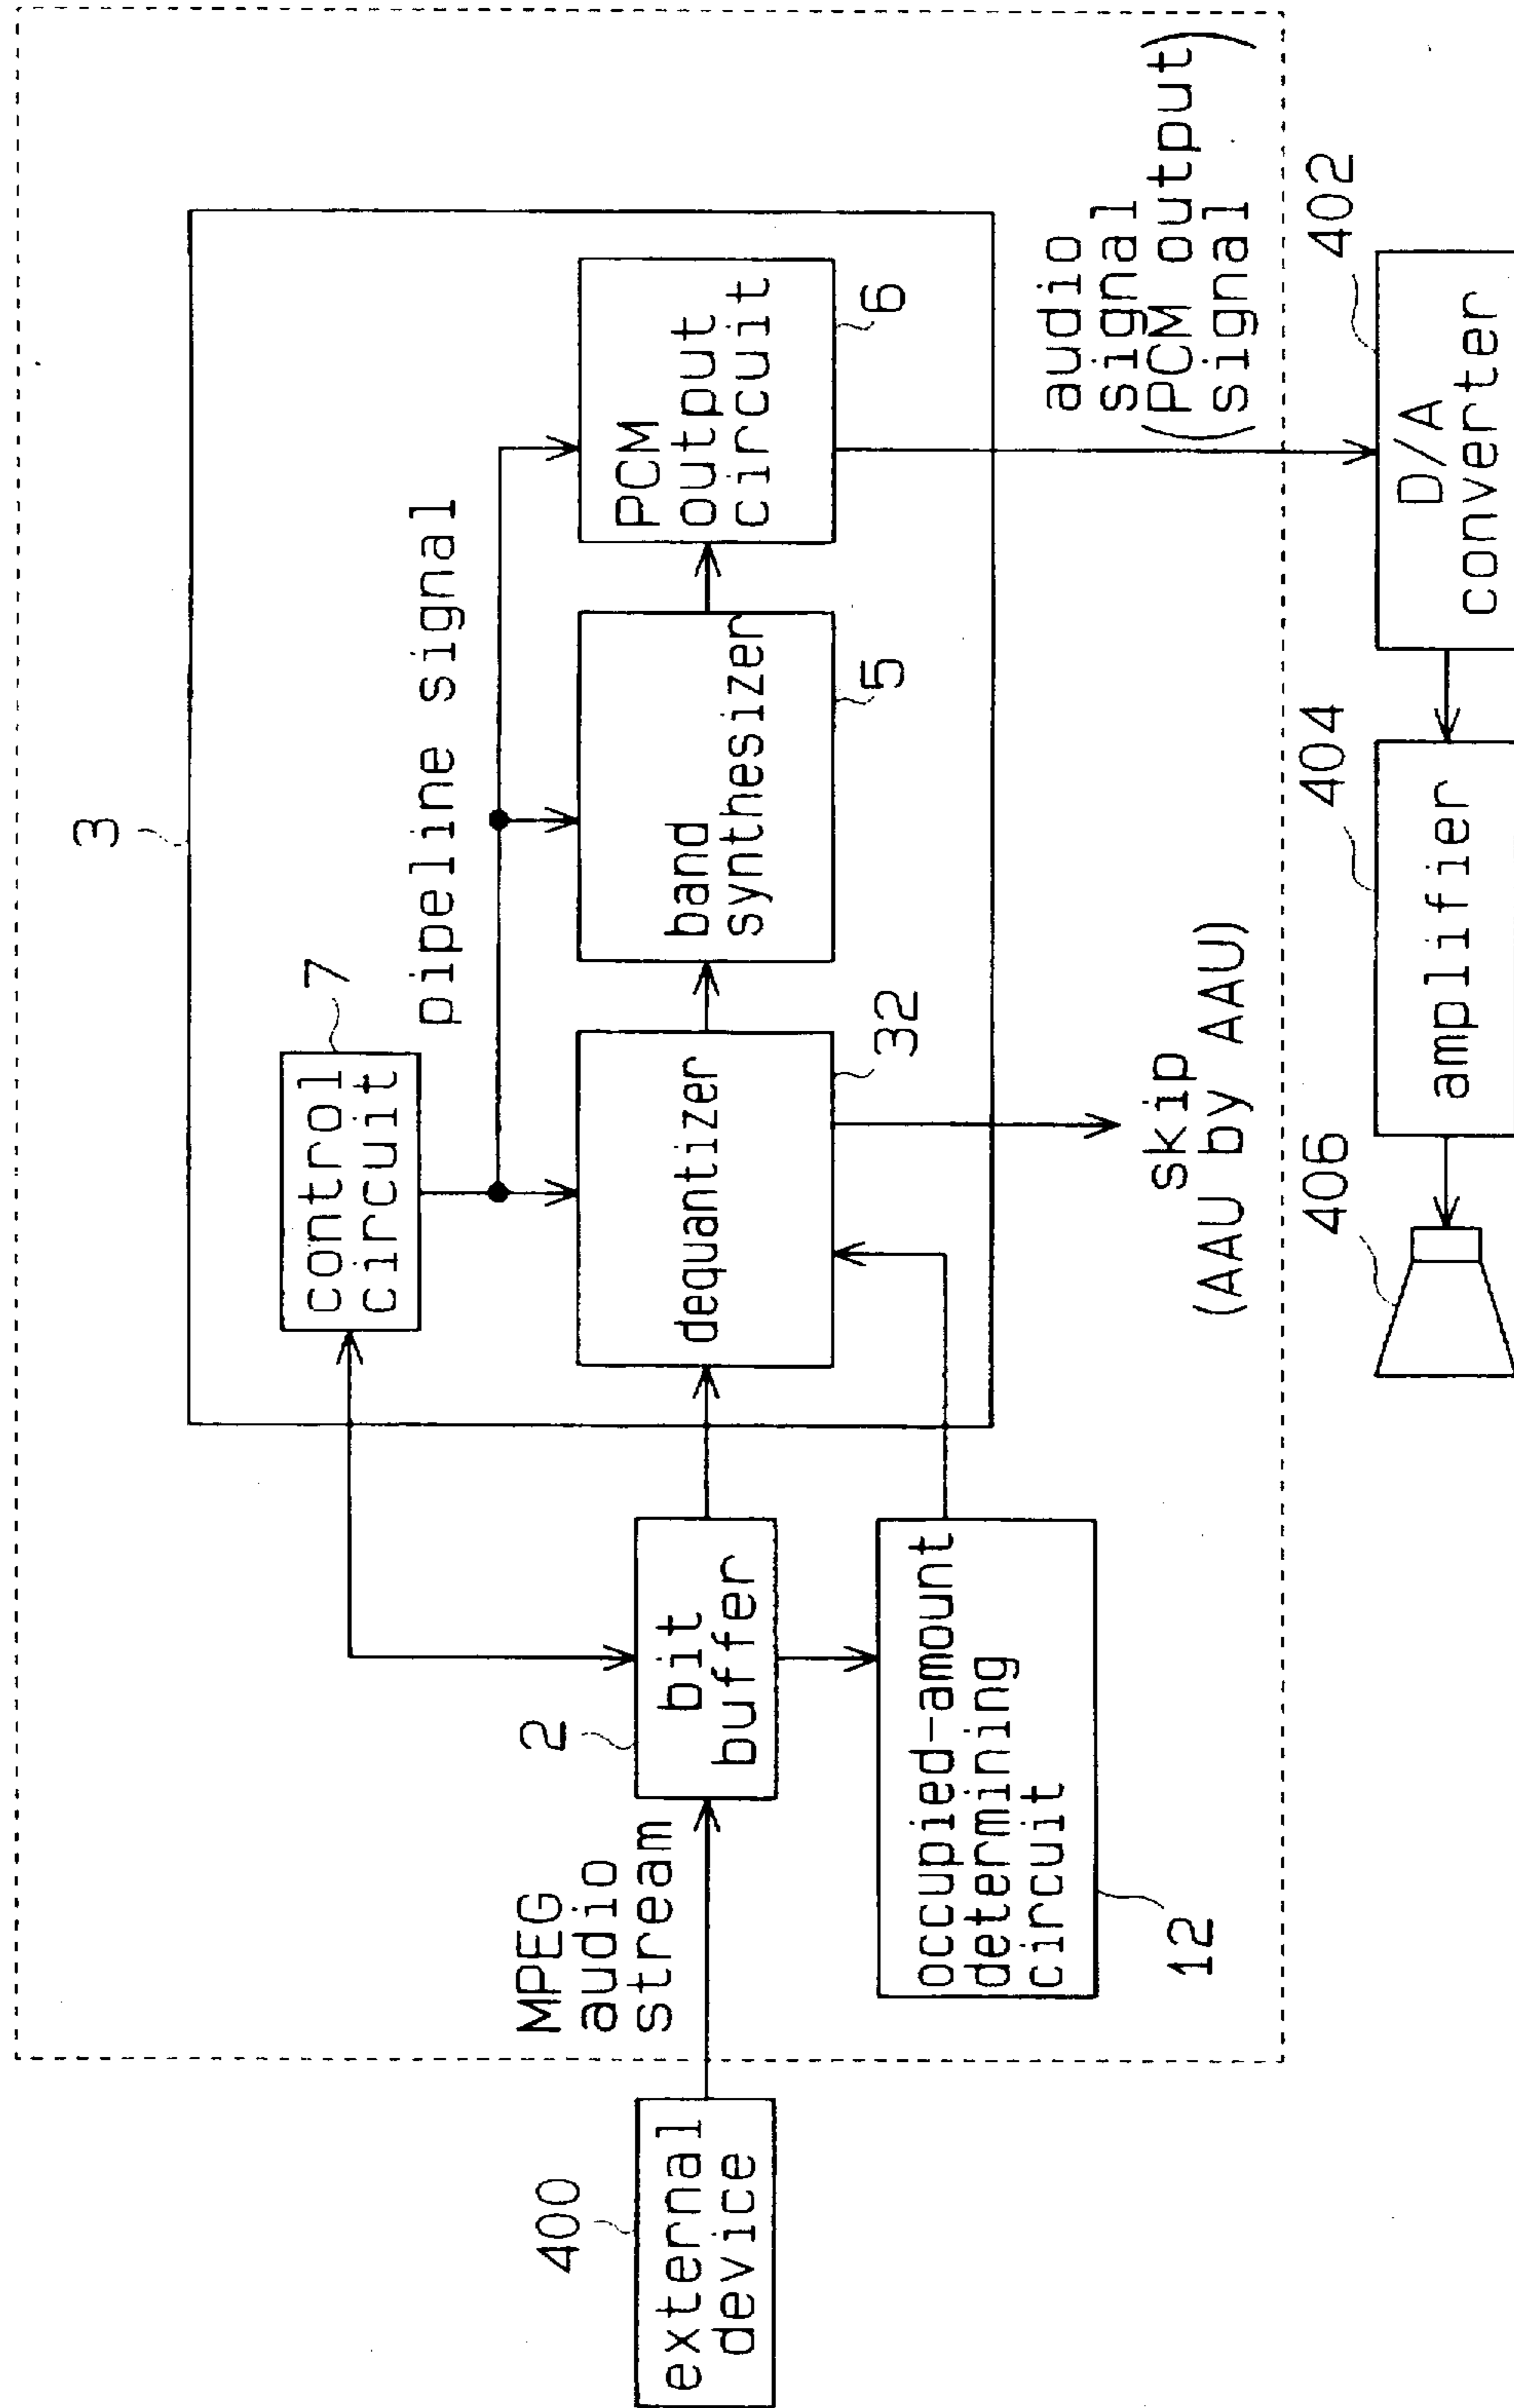 3
7
control
circuit
pipeline signal
MPEG
audio
stream
400
external
device
2
bit
buffer
dequantizer
32
band
synthesizer
5
PCM
output
circuit
6
occupied-amount
determining
circuit
12
skip
(AAU by AAU)
audio
signal
(PCM output
signal)
406
404
amplifier
402
D/A
converter